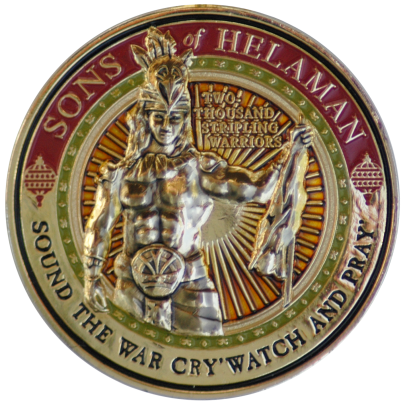 SONS of HELAMAN
TWO
THOUSAND
STRIPLING
WARRIORS
SOUND THE WAR CRY' WATCH AND PRAY'